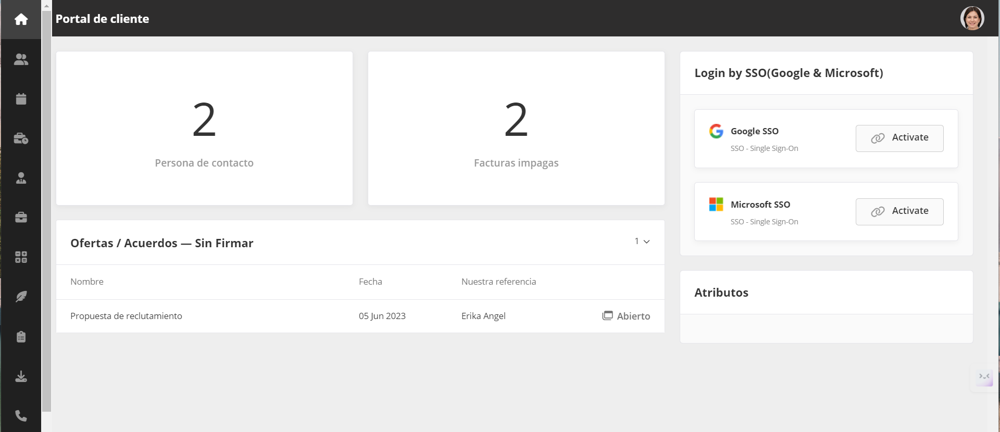 Portal de cliente
2
Persona de contacto
2
Facturas impagas
Ofertas / Acuerdos — Sin Firmar
1
Nombre Fecha Nuestra referencia
Propuesta de reclutamiento 05 Jun 2023 Erika Angel Abierto
Login by SSO(Google & Microsoft)
Google SSO
SSO - Single Sign-On
Activate
Microsoft SSO
SSO - Single Sign-On
Activate
Atributos